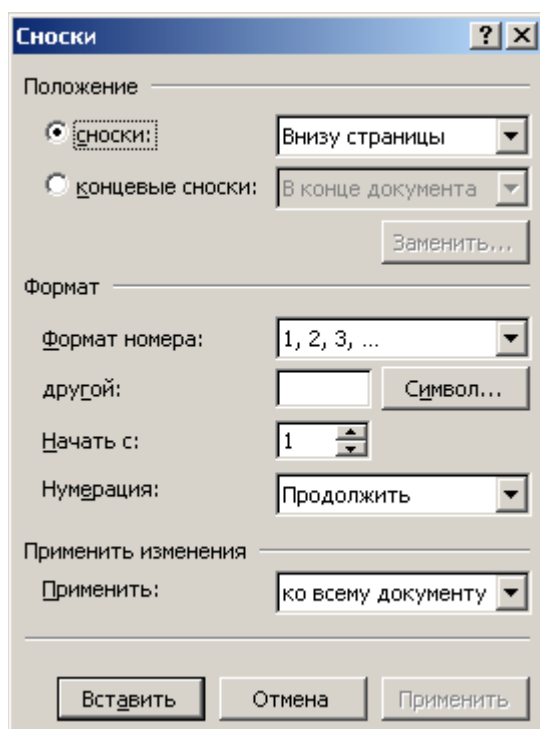 Сноски
Положение
сноски: Внизу страницы
концевые сноски: В конце документа
Заменить...
Формат
Формат номера: 1, 2, 3, ...
другой: Символ...
Начать с: 1
Нумерация: Продолжить
Применить изменения
Применить: ко всему документу
Вставить Отмена Применить